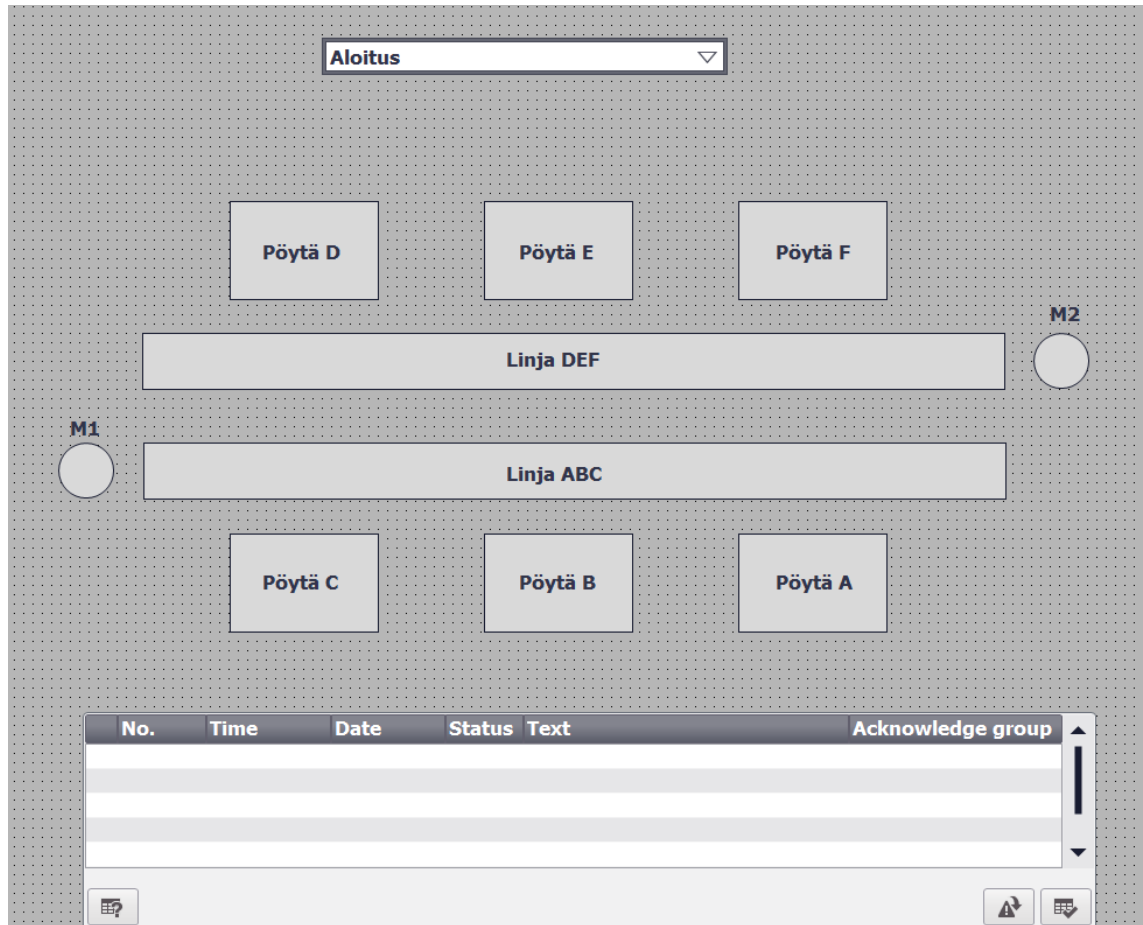 Aloitus
Pöytä D Pöytä E Pöytä F
M2
Linja DEF
M1
Linja ABC
Pöytä C Pöytä B Pöytä A
No. Time Date Status Text Acknowledge group